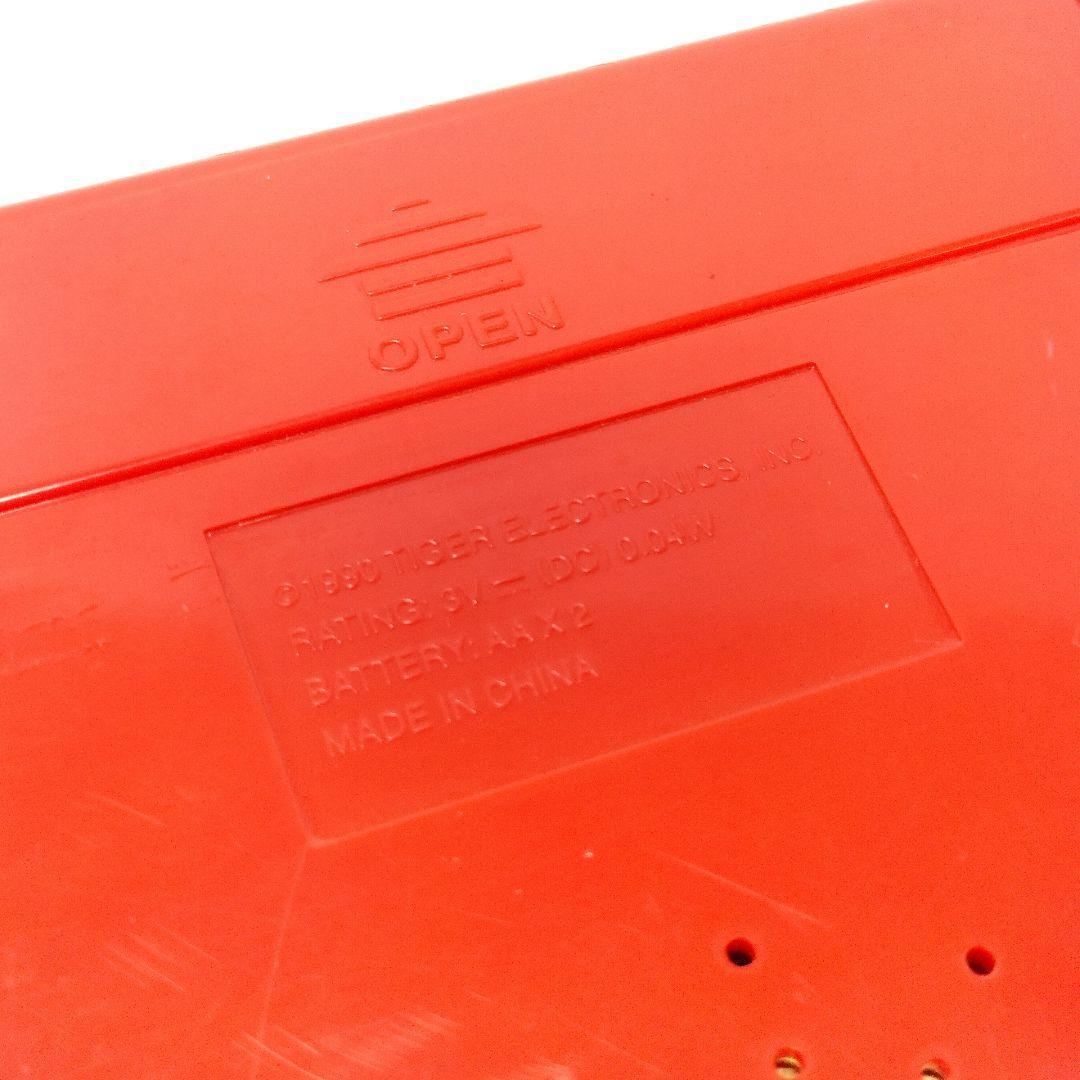 OPEN
©1990 TIGER ELECTRONICS, INC.
RATING: 3V ⎓ (DC) 0.04W
BATTERY: AA X 2
MADE IN CHINA